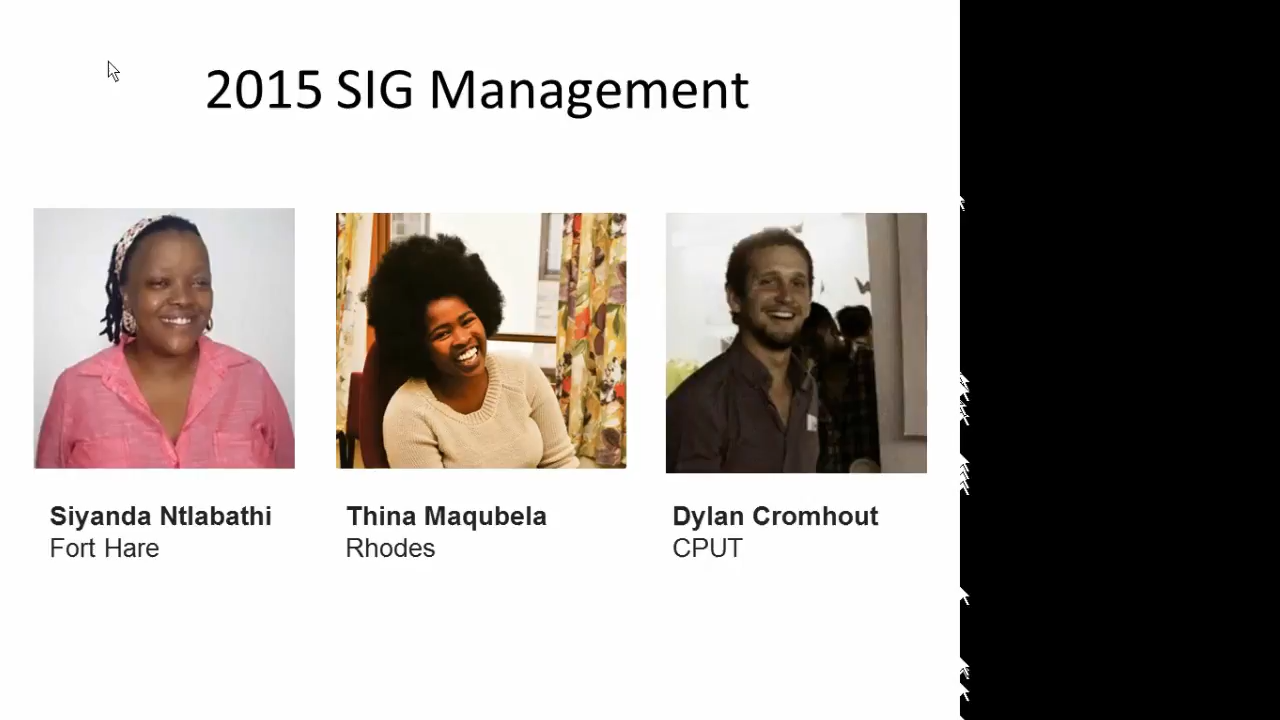 2015 SIG Management
Siyanda Ntlabathi
Fort Hare
Thina Maqubela
Rhodes
Dylan Cromhout
CPUT